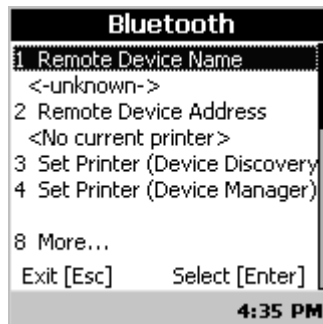 Bluetooth
1 Remote Device Name
<-unknown->
2 Remote Device Address
<No current printer>
3 Set Printer (Device Discovery
4 Set Printer (Device Manager)
8 More...
Exit [Esc] Select [Enter]
4:35 PM